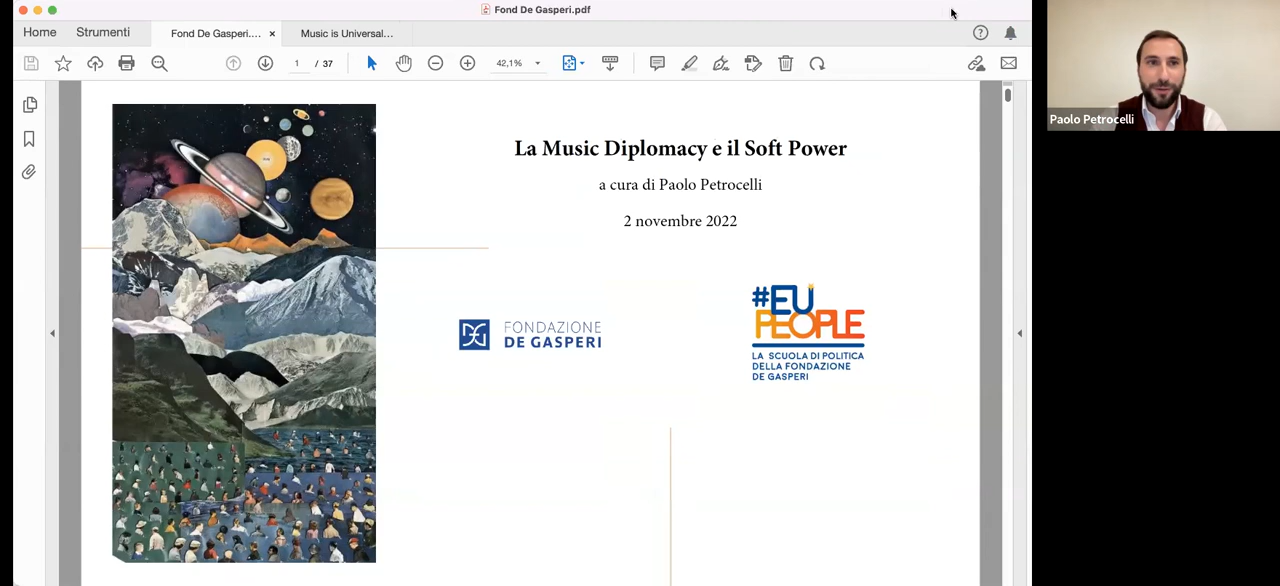 Fond De Gasperi.pdf
Home
Strumenti
Fond De Gasperi....
Music is Universal...
1 / 37
42,1%
La Music Diplomacy e il Soft Power
a cura di Paolo Petrocelli
2 novembre 2022
FONDAZIONE
DE GASPERI
#EU
PEOPLE
LA SCUOLA DI POLITICA
DELLA FONDAZIONE
DE GASPERI
Paolo Petrocelli